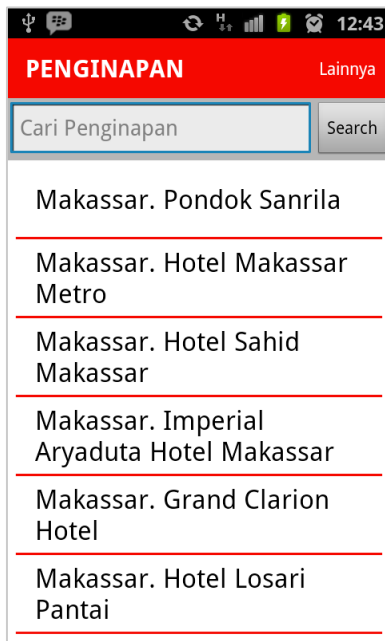 H 12:43
PENGINAPAN Lainnya
Cari Penginapan Search
Makassar. Pondok Sanrila
Makassar. Hotel Makassar
Metro
Makassar. Hotel Sahid
Makassar
Makassar. Imperial
Aryaduta Hotel Makassar
Makassar. Grand Clarion
Hotel
Makassar. Hotel Losari
Pantai